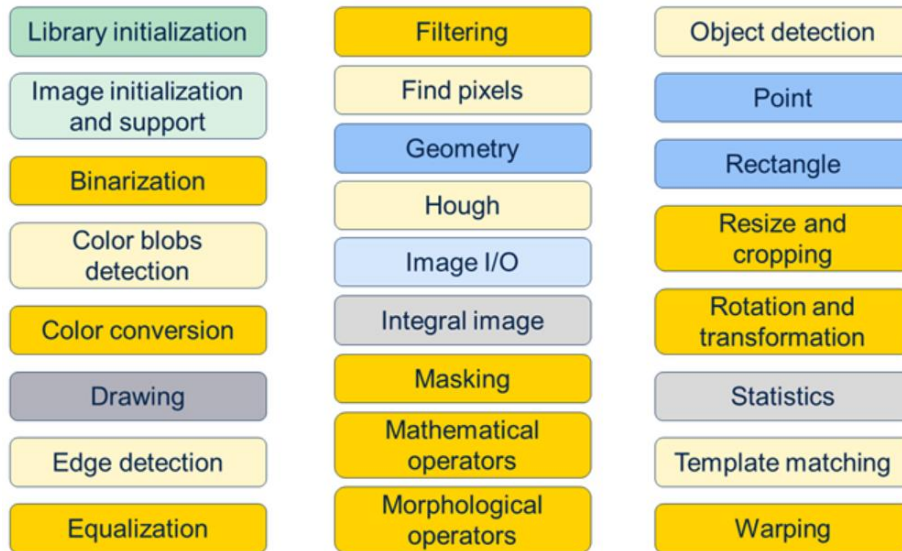 Library initialization
Image initialization
and support
Binarization
Color blobs
detection
Color conversion
Drawing
Edge detection
Equalization
Filtering
Find pixels
Geometry
Hough
Image I/O
Integral image
Masking
Mathematical
operators
Morphological
operators
Object detection
Point
Rectangle
Resize and
cropping
Rotation and
transformation
Statistics
Template matching
Warping